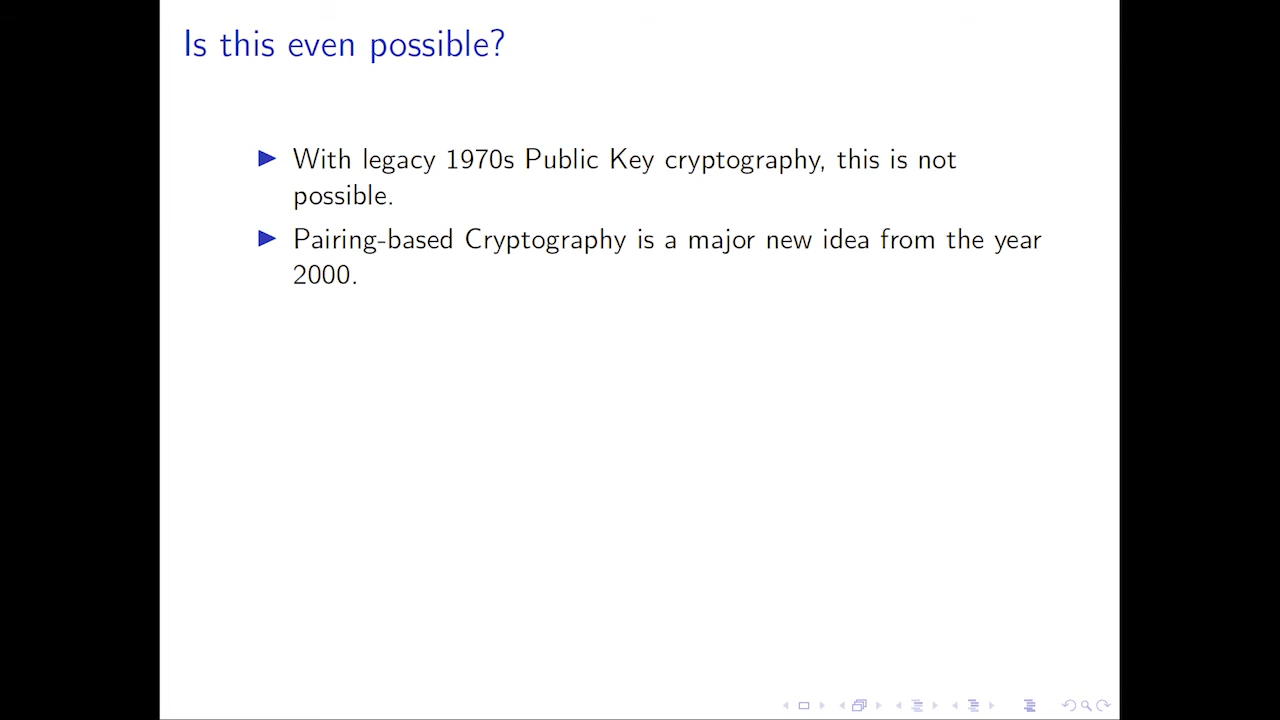 Is this even possible?
With legacy 1970s Public Key cryptography, this is not
possible.
Pairing-based Cryptography is a major new idea from the year
2000.